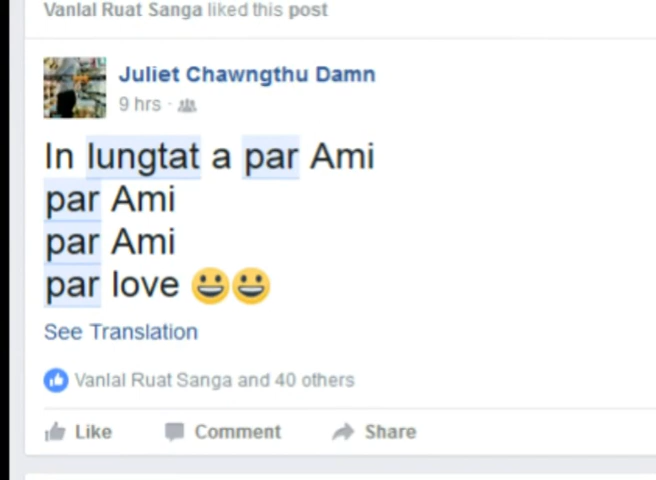 Vanlal Ruat Sanga liked this post
Juliet Chawngthu Damn
9 hrs ·
In lungtat a par Ami
par Ami
par Ami
par love 😀😀
See Translation
Vanlal Ruat Sanga and 40 others
Like Comment Share